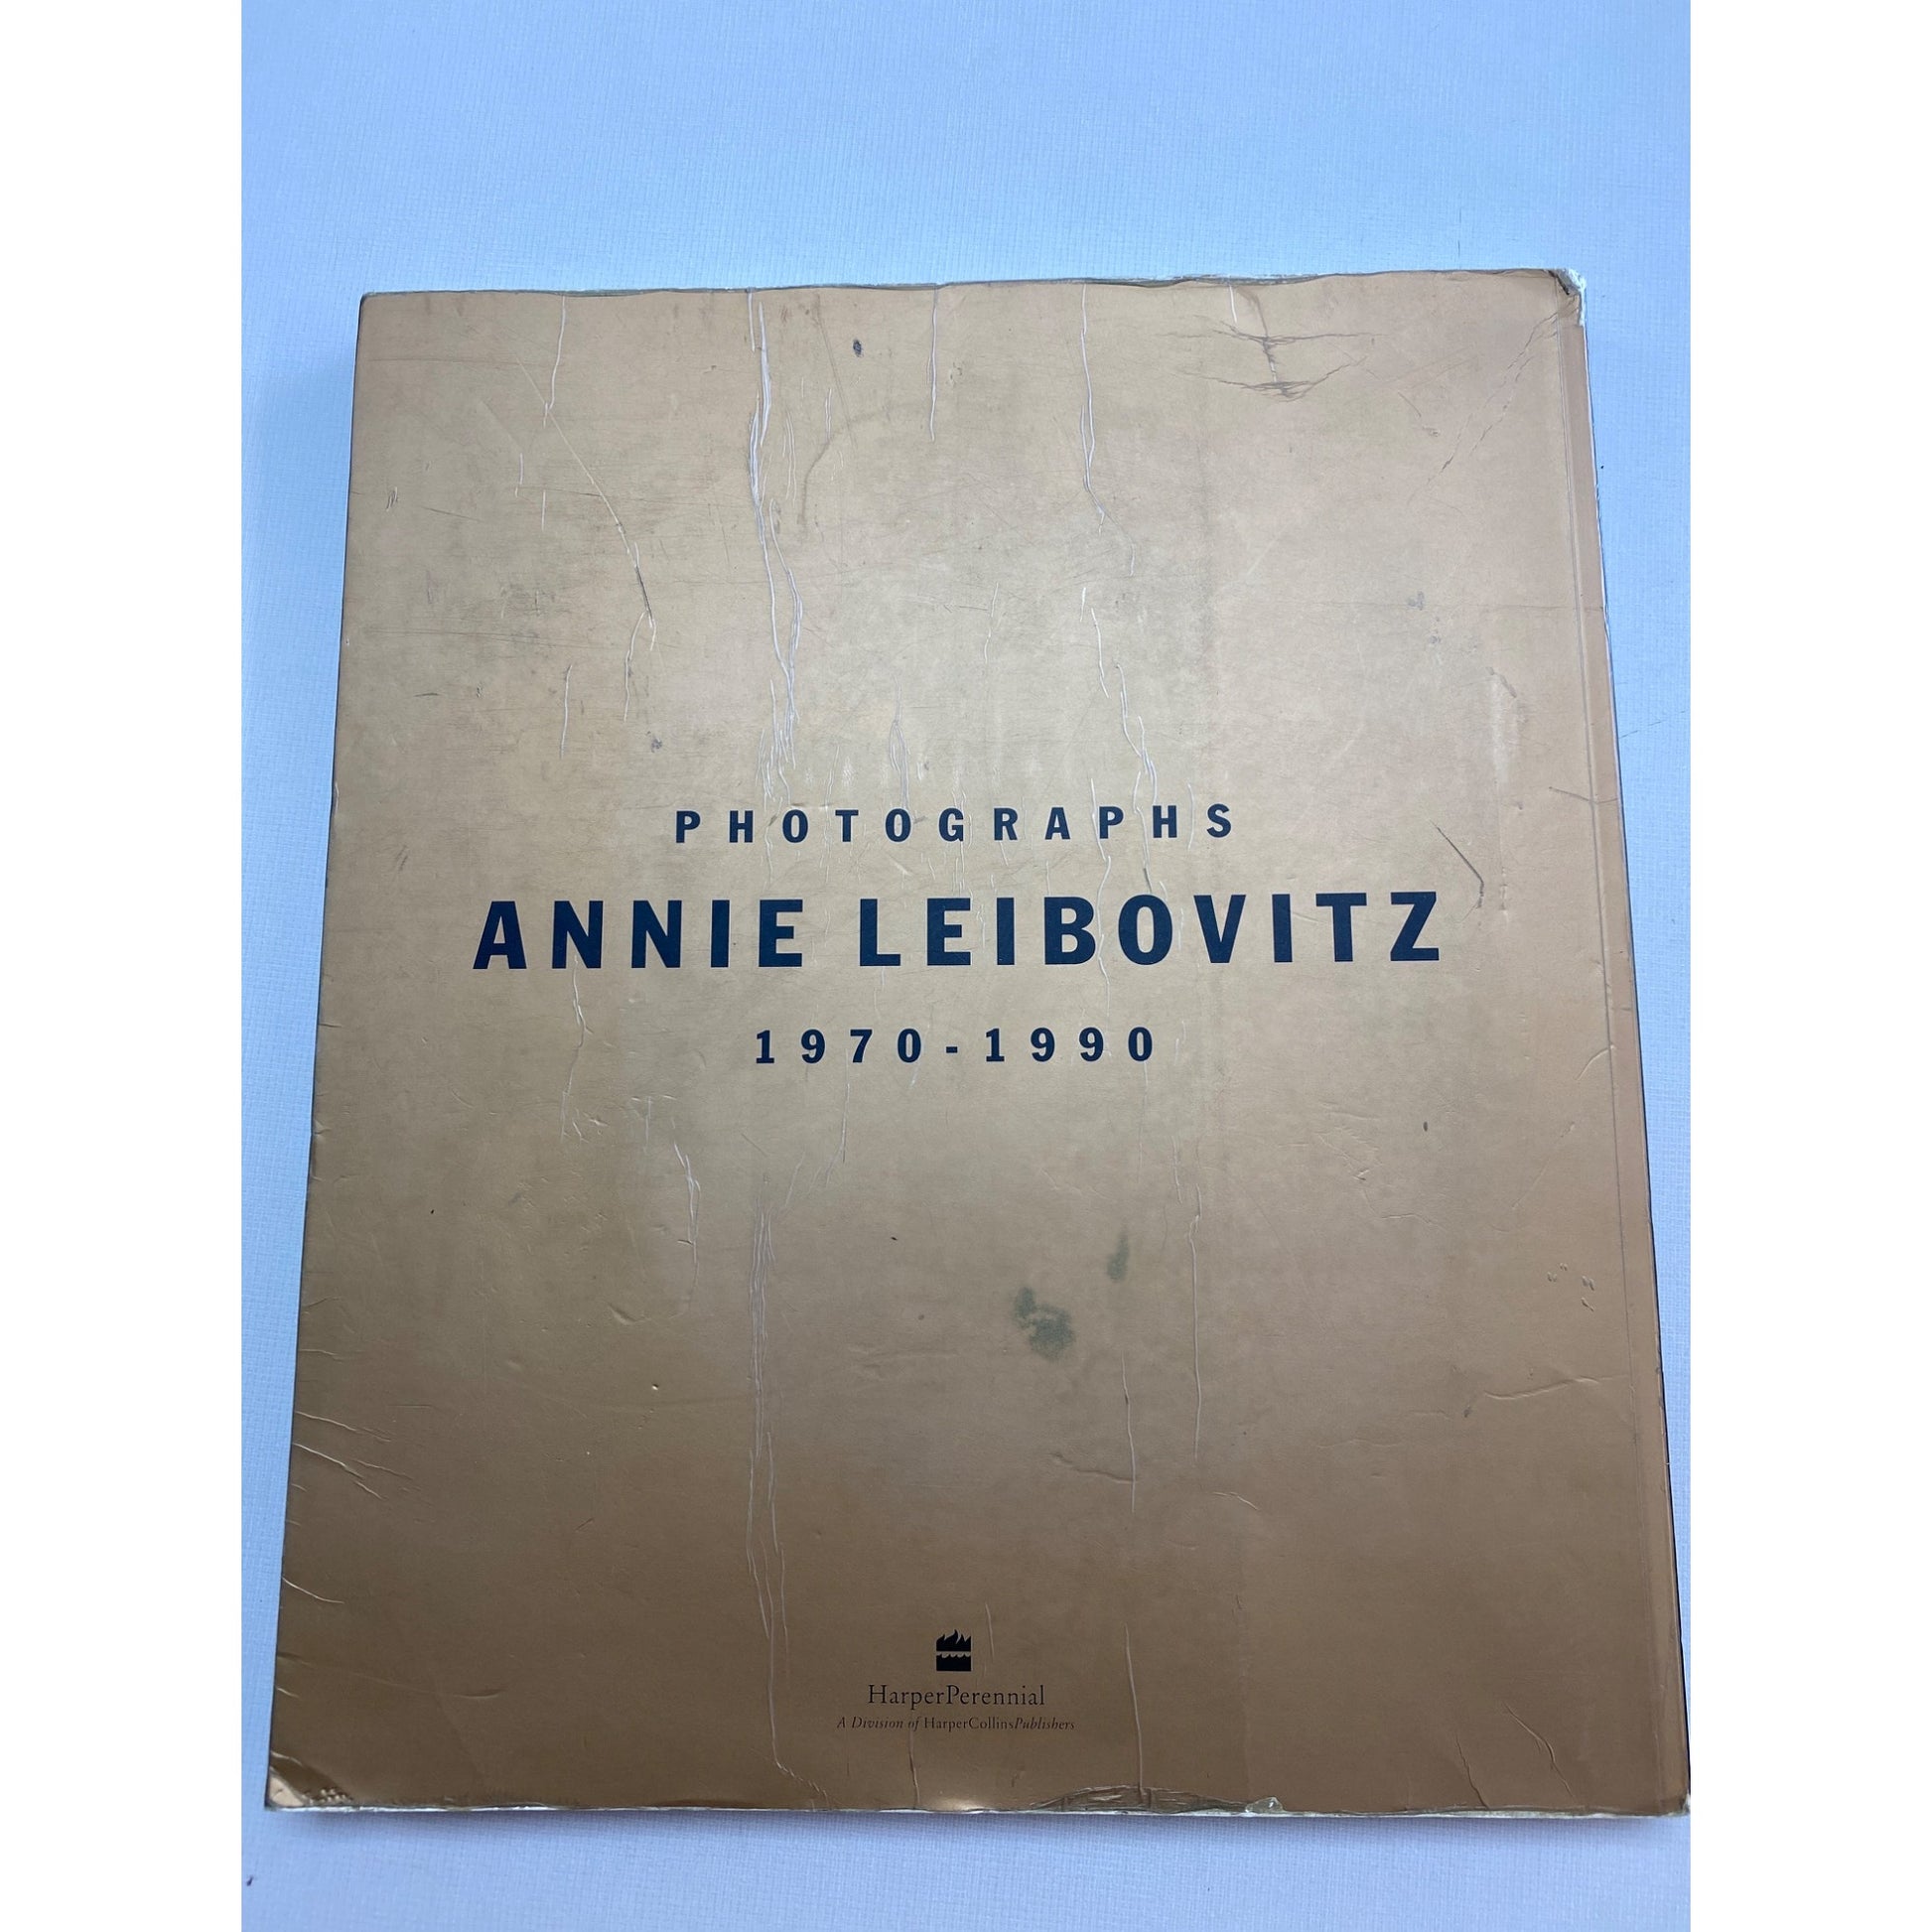 PHOTOGRAPHS
ANNIE LEIBOVITZ
1970-1990
HarperPerennial
A Division of HarperCollinsPublishers